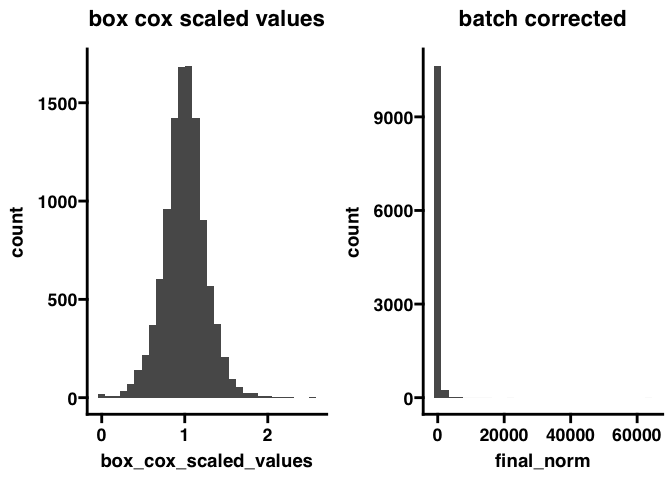 box cox scaled values
count
1500
1000
500
0
0 1 2
box_cox_scaled_values
batch corrected
count
9000
6000
3000
0
0 20000 40000 60000
final_norm